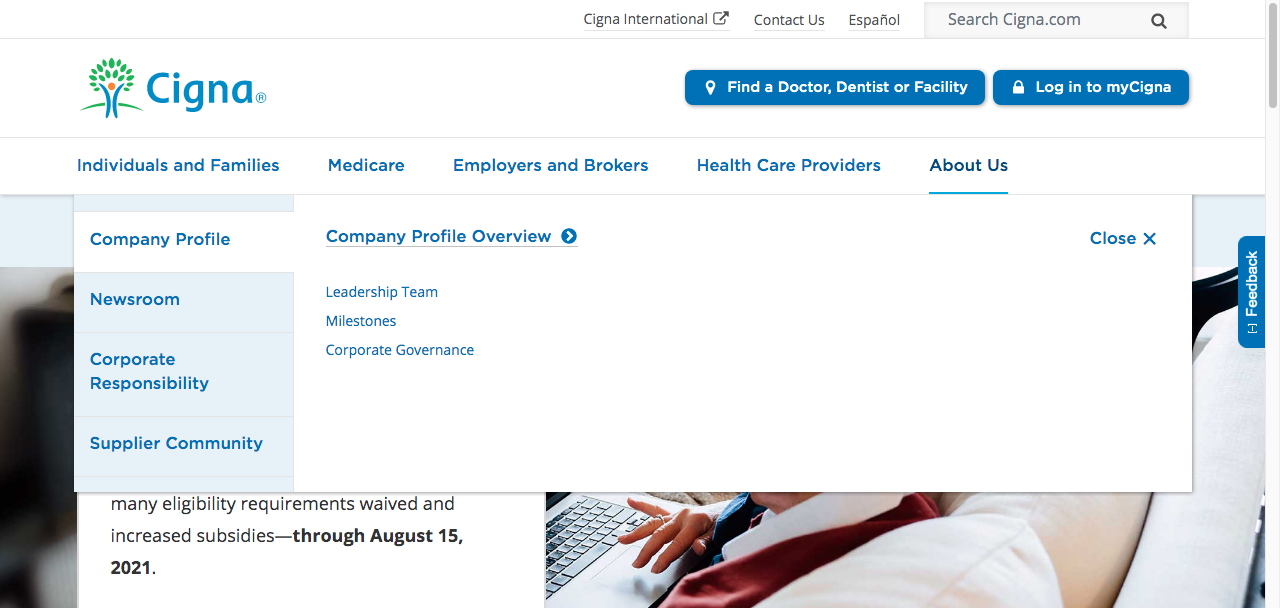 Cigna International
Contact Us
Español
Search Cigna.com
Cigna®
Find a Doctor, Dentist or Facility
Log in to myCigna
Individuals and Families
Medicare
Employers and Brokers
Health Care Providers
About Us
Company Profile
Newsroom
Corporate
Responsibility
Supplier Community
Company Profile Overview
Close
Leadership Team
Milestones
Corporate Governance
Feedback
many eligibility requirements waived and
increased subsidies—through August 15,
2021.